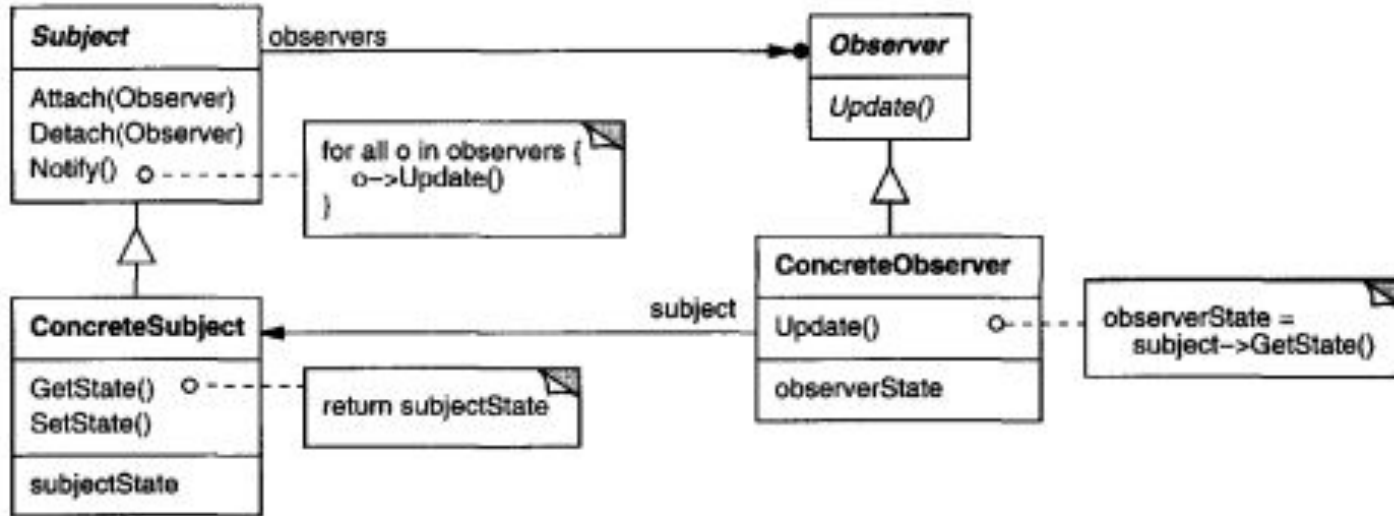 Subject
observers
Observer
Attach(Observer)
Detach(Observer)
Notify()
for all o in observers {
o->Update()
}
Update()
ConcreteSubject
GetState()
SetState()
subjectState
return subjectState
subject
ConcreteObserver
Update()
observerState
observerState =
subject->GetState()